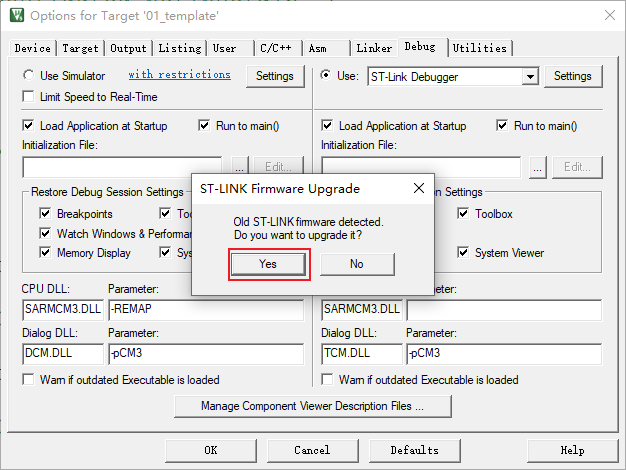 Options for Target '01_template'
Device Target Output Listing User C/C++ Asm Linker Debug Utilities
Use Simulator with restrictions Settings
Limit Speed to Real-Time
Use: ST-Link Debugger Settings
Load Application at Startup Run to main()
Load Application at Startup Run to main()
Initialization File:
Initialization File:
... Edit...
... Edit...
ST-LINK Firmware Upgrade
Old ST-LINK firmware detected.
Do you want to upgrade it?
Yes No
Restore Debug Session Settings
Breakpoints
Watch Windows &
Memory Display
Settings
Toolbox
System Viewer
CPU DLL: Parameter:
SARMCM3.DLL -REMAP
Parameter:
SARMCM3.DLL
Dialog DLL: Parameter:
DCM.DLL -pCM3
Dialog DLL: Parameter:
TCM.DLL -pCM3
Warn if outdated Executable is loaded
Warn if outdated Executable is loaded
Manage Component Viewer Description Files ...
OK Cancel Defaults Help